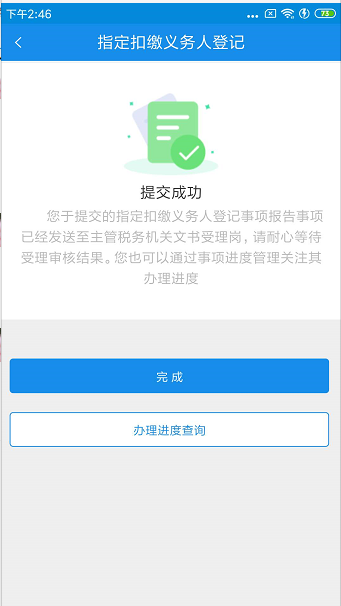 下午2:46
73
指定扣缴义务人登记
提交成功
您于提交的指定扣缴义务人登记事项报告事项
已经发送至主管税务机关文书受理岗，请耐心等待
受理审核结果。您也可以通过事项进度管理关注其
办理进度
完成
办理进度查询